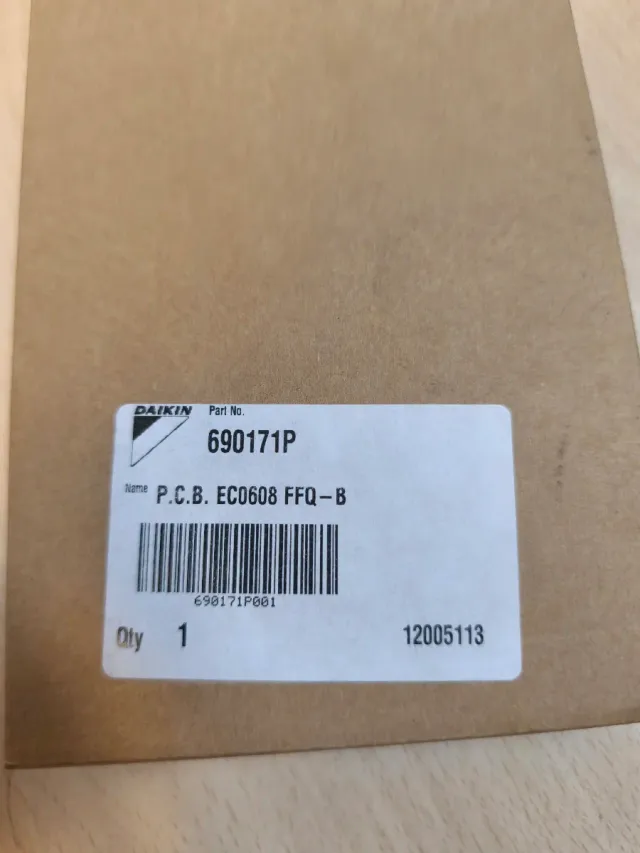 DAIKIN
Part No.
690171P
Name P.C.B. EC0608 FFQ-B
690171P001
Qty 1 12005113